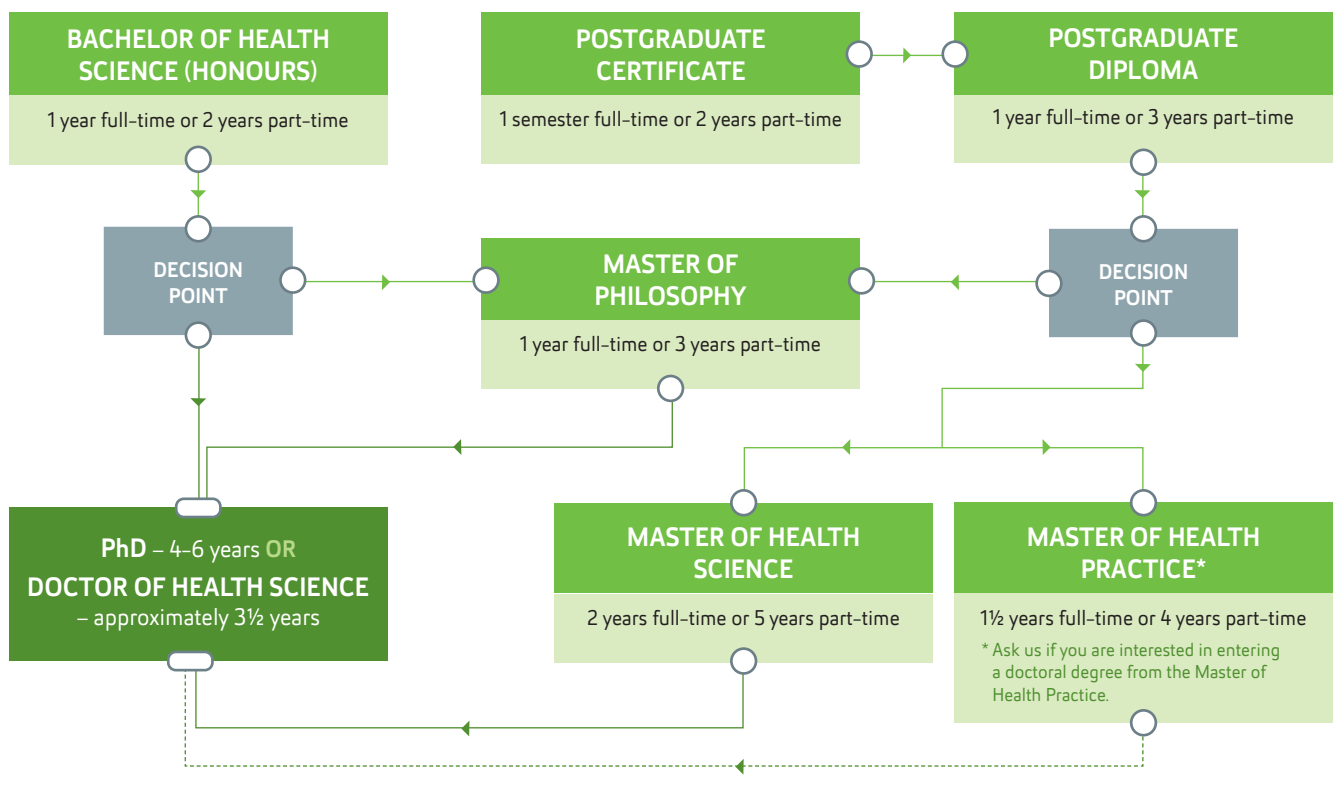 BACHELOR OF HEALTH
SCIENCE (HONOURS)
1 year full-time or 2 years part-time
POSTGRADUATE
CERTIFICATE
1 semester full-time or 2 years part-time
POSTGRADUATE
DIPLOMA
1 year full-time or 3 years part-time
DECISION
POINT
MASTER OF
PHILOSOPHY
1 year full-time or 3 years part-time
DECISION
POINT
PhD – 4-6 years OR
DOCTOR OF HEALTH SCIENCE
– approximately 3½ years
MASTER OF HEALTH
SCIENCE
2 years full-time or 5 years part-time
MASTER OF HEALTH
PRACTICE*
1½ years full-time or 4 years part-time
* Ask us if you are interested in entering
a doctoral degree from the Master of
Health Practice.